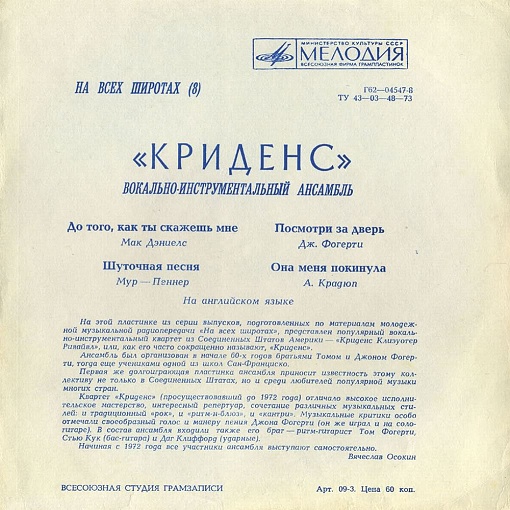 МИНИСТЕРСТВО КУЛЬТУРЫ СССР
МЕЛОДИЯ
ВСЕСОЮЗНАЯ ФИРМА ГРАМПЛАСТИНОК
НА ВСЕХ ШИРОТАХ (8)
Г62—04547-8
ТУ 43—03—48—73
«КРИДЕНС»
ВОКАЛЬНО-ИНСТРУМЕНТАЛЬНЫЙ АНСАМБЛЬ
До того, как ты скажешь мне
Мак Дэниелс
Посмотри за дверь
Дж. Фогерти
Шуточная песня
Мур — Пеннер
Она меня покинула
А. Крадюп
На английском языке
На этой пластинке из серии выпусков, подготовленных по материалам молодеж-
ной музыкальной радиопередачи «На всех широтах», представлен популярный вокаль-
но-инструментальный квартет из Соединенных Штатов Америки — «Криденс Клизуотер
Ривайвл», или, как его часто сокращенно называют, «Криденс».
Ансамбль был организован в начале 60-х годов братьями Томом и Джоном Фогер-
ти, тогда еще учениками одной из школ Сан-Франциско.
Первая же долгоиграющая пластинка ансамбля приносит известность этому кол-
лективу не только в Соединенных Штатах, но и среди любителей популярной музыки
многих стран.
Квартет «Криденс» (просуществовавший до 1972 года) отличало высокое исполни-
тельское мастерство, интересный репертуар, сочетание различных музыкальных сти-
лей: и традиционный «рок», и «ритм-н-блюз», и «кантри». Музыкальные критики особо
отмечали своеобразный голос и манеру пения Джона Фогерти (он же играл и на соло-
гитаре). В состав ансамбля входили также его брат — ритм-гитарист Том Фогерти,
Стью Кук (бас-гитара) и Даг Клиффорд (ударные).
Начиная с 1972 года все участники ансамбля выступают самостоятельно.
Вячеслав Осокин
ВСЕСОЮЗНАЯ СТУДИЯ ГРАМЗАПИСИ
Арт. 09-3. Цена 60 коп.